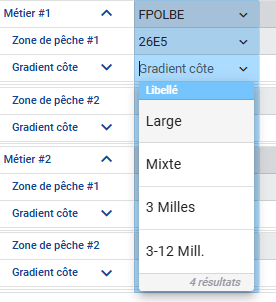 Métier #1 FPOLBE
Zone de pêche #1 26E5
Gradient côte Gradient côte
Libellé
Zone de pêche #2
Large
Gradient côte
Mixte
Métier #2
Zone de pêche #1
3 Milles
Gradient côte
Zone de pêche #2
3-12 Mill.
Gradient côte
4 résultats